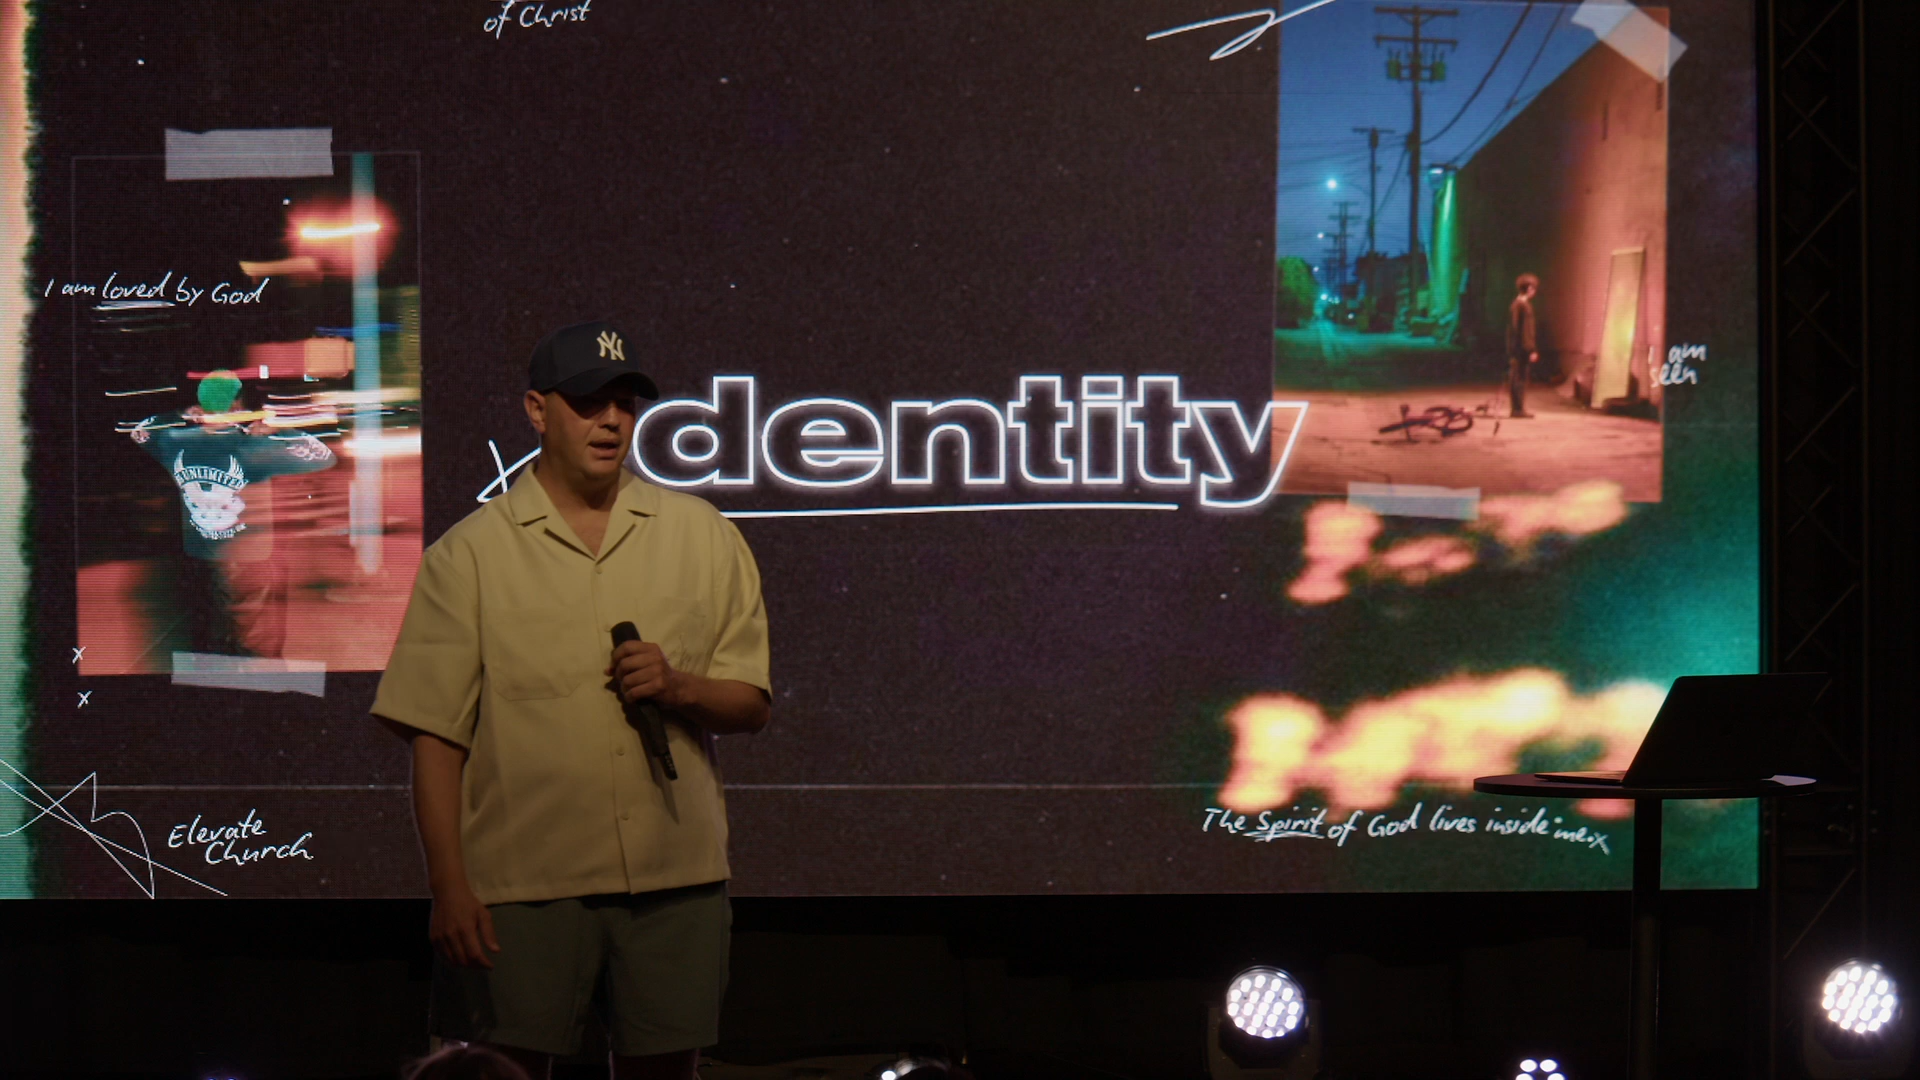 of Christ
I am loved by God
NY
dentity
am
seen
UNLIMITED
The Spirit of God lives inside me
Elevate
Church